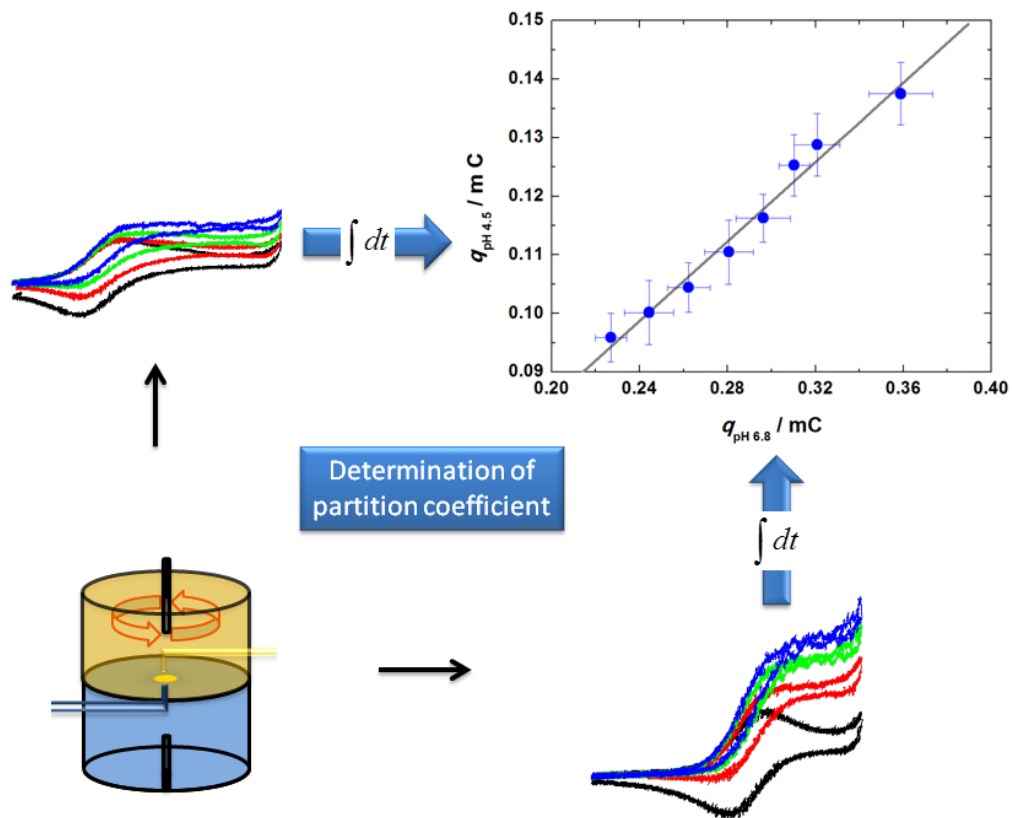 0.15
0.14
0.13
0.12
0.11
0.10
0.09
q pH 4.5 / m C
0.20 0.24 0.28 0.32 0.36 0.40
q pH 6.8 / mC
∫ dt
Determination of
partition coefficient
∫ dt